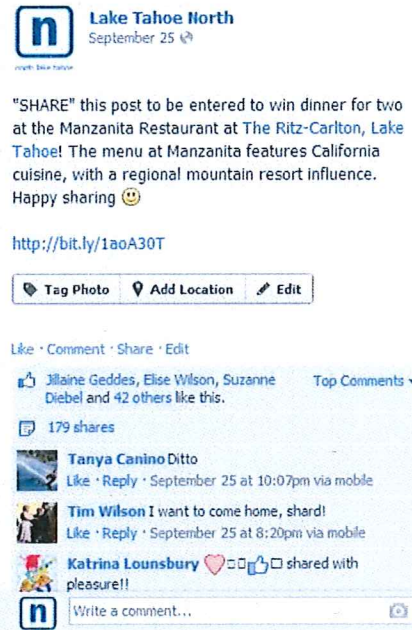 n
north lake tahoe
Lake Tahoe North
September 25
"SHARE" this post to be entered to win dinner for two
at the Manzanita Restaurant at The Ritz-Carlton, Lake
Tahoe! The menu at Manzanita features California
cuisine, with a regional mountain resort influence.
Happy sharing
http://bit.ly/1aoA30T
Tag Photo Add Location Edit
Like · Comment · Share · Edit
Jillaine Geddes, Elise Wilson, Suzanne Top Comments
Diebel and 42 others like this.
179 shares
Tanya Canino Ditto
Like · Reply · September 25 at 10:07pm via mobile
Tim Wilson I want to come home, shard!
Like · Reply · September 25 at 8:20pm via mobile
Katrina Lounsbury shared with
pleasure!!
n
Write a comment...